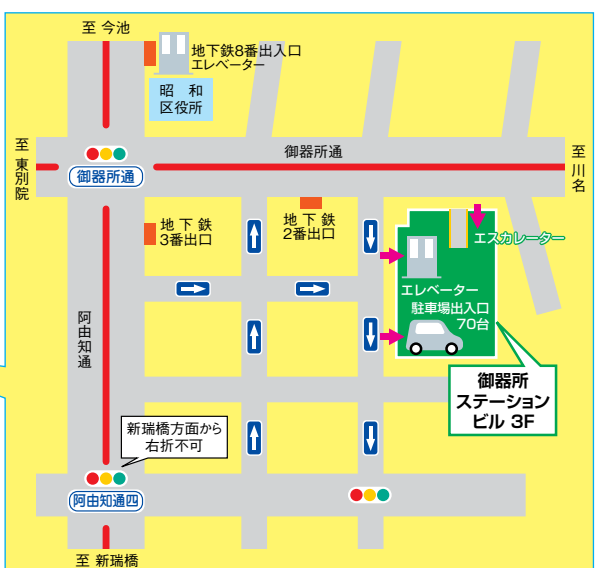 至 今池
地下鉄8番出入口
エレベーター
昭 和
区役所
至 東別院
御器所通
御器所通
至 川名
地 下 鉄
3番出口
地 下 鉄
2番出口
エスカレーター
エレベーター
駐車場出入口
70台
阿由知通
御器所
ステーション
ビル 3F
新瑞橋方面から
右折不可
阿由知通四
至 新瑞橋